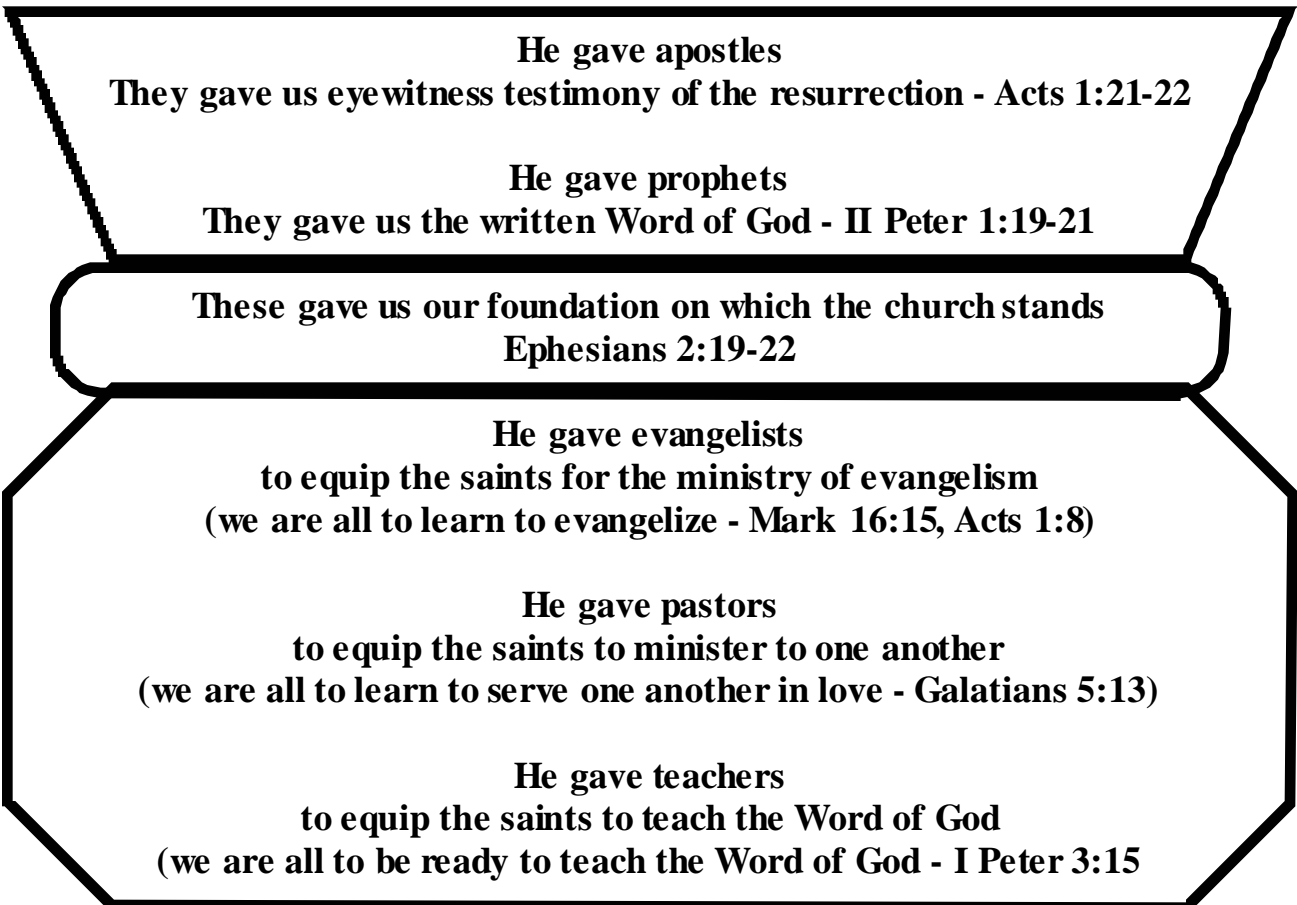 He gave apostles
They gave us eyewitness testimony of the resurrection - Acts 1:21-22
He gave prophets
They gave us the written Word of God - II Peter 1:19-21
These gave us our foundation on which the church stands
Ephesians 2:19-22
He gave evangelists
to equip the saints for the ministry of evangelism
(we are all to learn to evangelize - Mark 16:15, Acts 1:8)
He gave pastors
to equip the saints to minister to one another
(we are all to learn to serve one another in love - Galatians 5:13)
He gave teachers
to equip the saints to teach the Word of God
(we are all to be ready to teach the Word of God - I Peter 3:15